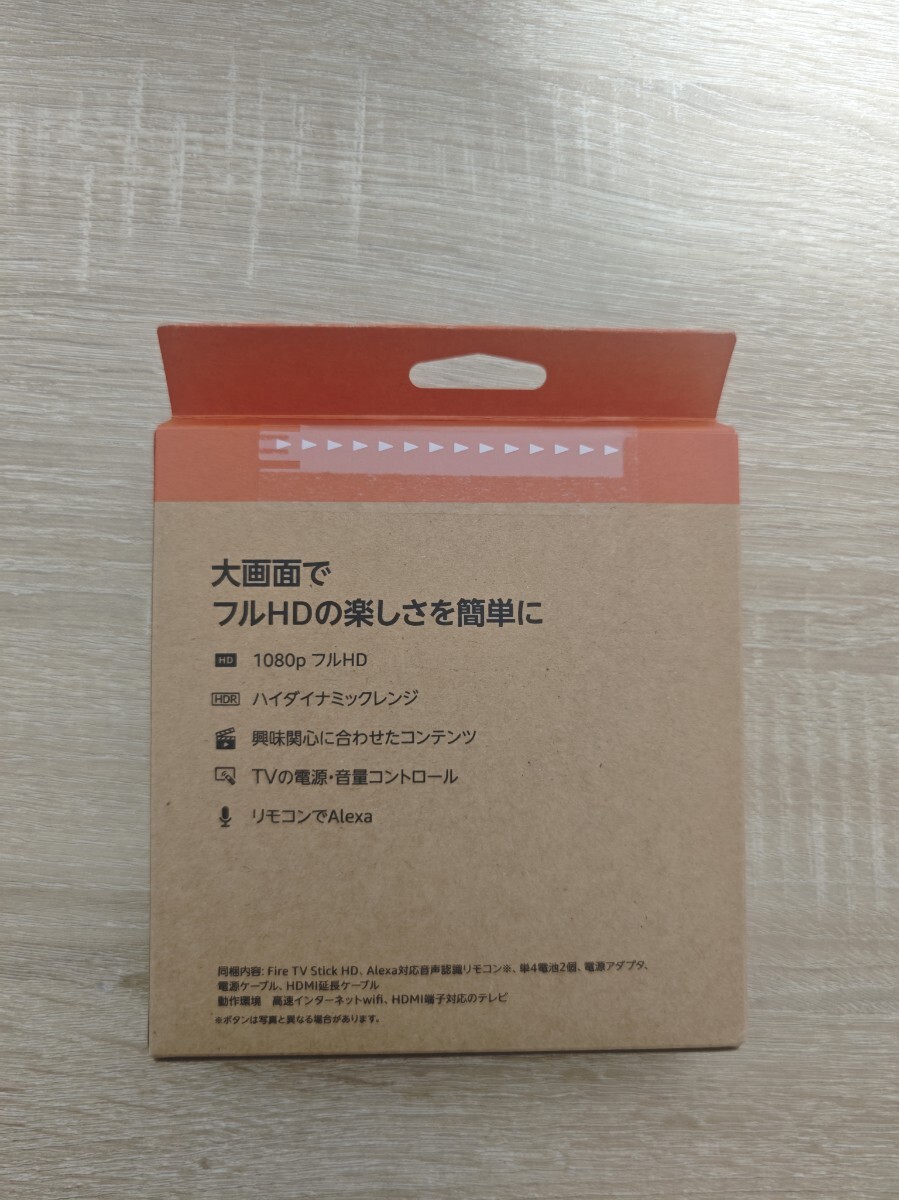 大画面で
フルHDの楽しさを簡単に
HD 1080p フルHD
HDR ハイダイナミックレンジ
興味関心に合わせたコンテンツ
TVの電源・音量コントロール
リモコンでAlexa
同梱内容: Fire TV Stick HD、Alexa対応音声認識リモコン※、単4電池2個、電源アダプタ、
電源ケーブル、HDMI延長ケーブル
動作環境　高速インターネットwifi、HDMI端子対応のテレビ
※ボタンは写真と異なる場合があります。